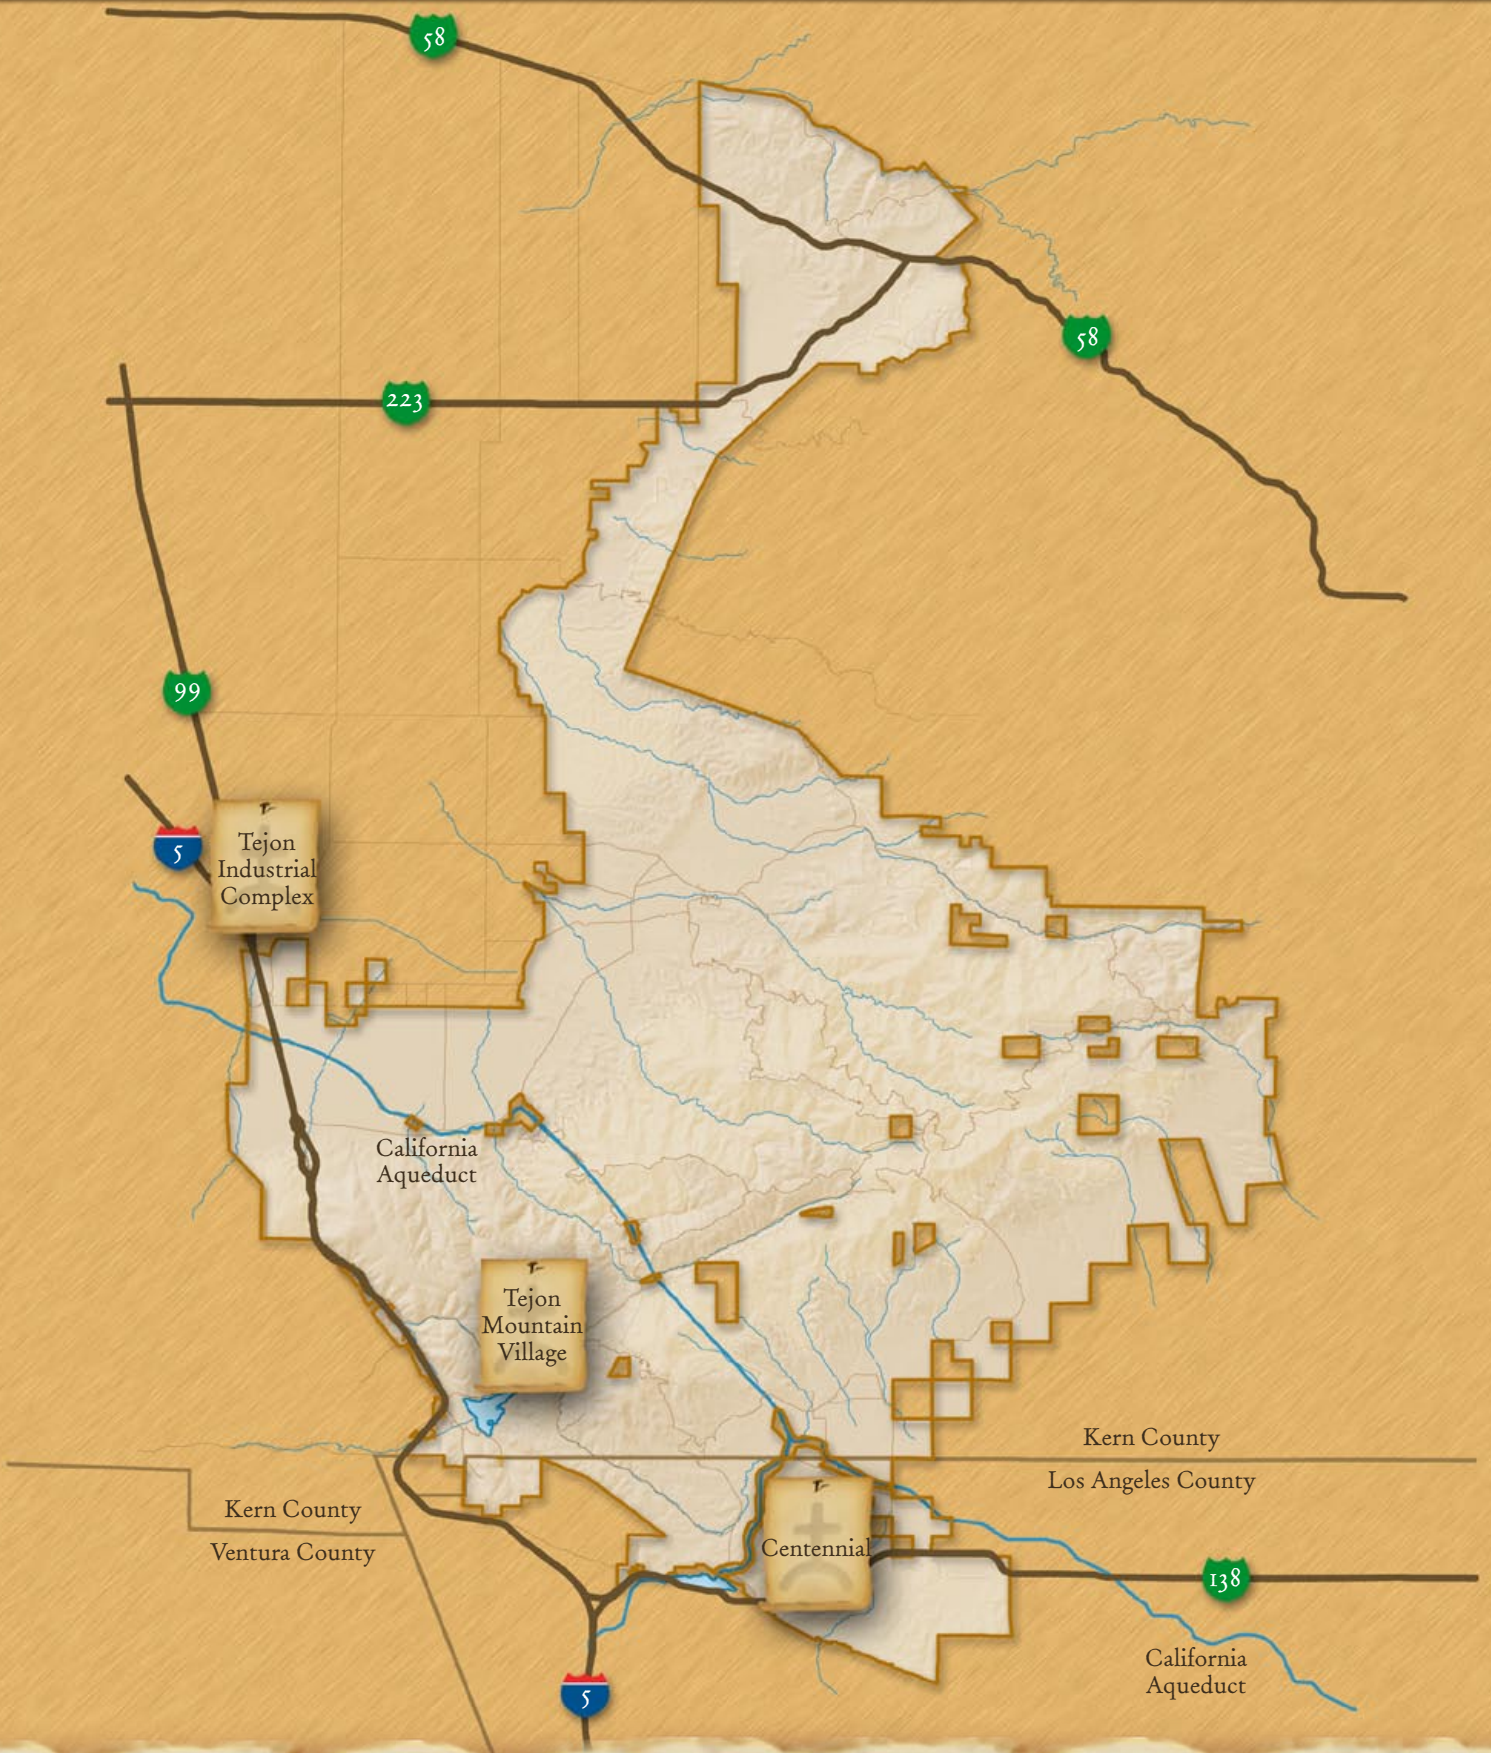 58
58
223
99
5
Tejon
Industrial
Complex
California
Aqueduct
Tejon
Mountain
Village
Kern County
Los Angeles County
Kern County
Ventura County
Centennial
138
California
Aqueduct
5